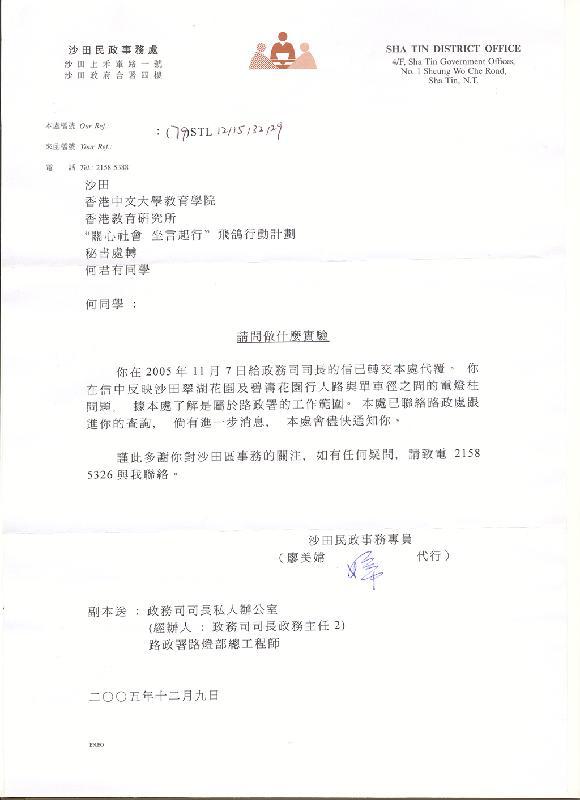 沙田民政事務處
沙田上禾輋路一號
沙田政府合署四樓
SHA TIN DISTRICT OFFICE
4/F, Sha Tin Government Offices,
No. 1 Sheung Wo Che Road,
Sha Tin, N.T.
本處檔號 Our Ref.: : (79)STL 12/15/32/29
來函檔號 Your Ref.:
電 話 Tel.: 2158 5388
沙田
香港中文大學教育學院
香港教育研究所
“關心社會 坐言起行” 飛鴿行動計劃
秘書處轉
何君有同學
何同學 :
請問做什麼實驗
你在 2005 年 11 月 7 日給政務司司長的信已轉交本處代覆。 你
在信中反映沙田翠湖花園及碧濤花園行人路與單車徑之間的電燈柱
問題, 據本處了解是屬於路政署的工作範圍。 本處已聯絡路政處跟
進你的查詢, 倘有進一步消息, 本處會儘快通知你。
謹此多謝你對沙田區事務的關注, 如有任何疑問, 請致電 2158
5326 與我聯絡。
沙田民政事務專員
(廖美嫦 代行)
副本送 : 政務司司長私人辦公室
(經辦人 : 政務司司長政務主任 2)
路政署路燈部總工程師
二○○五年十二月九日